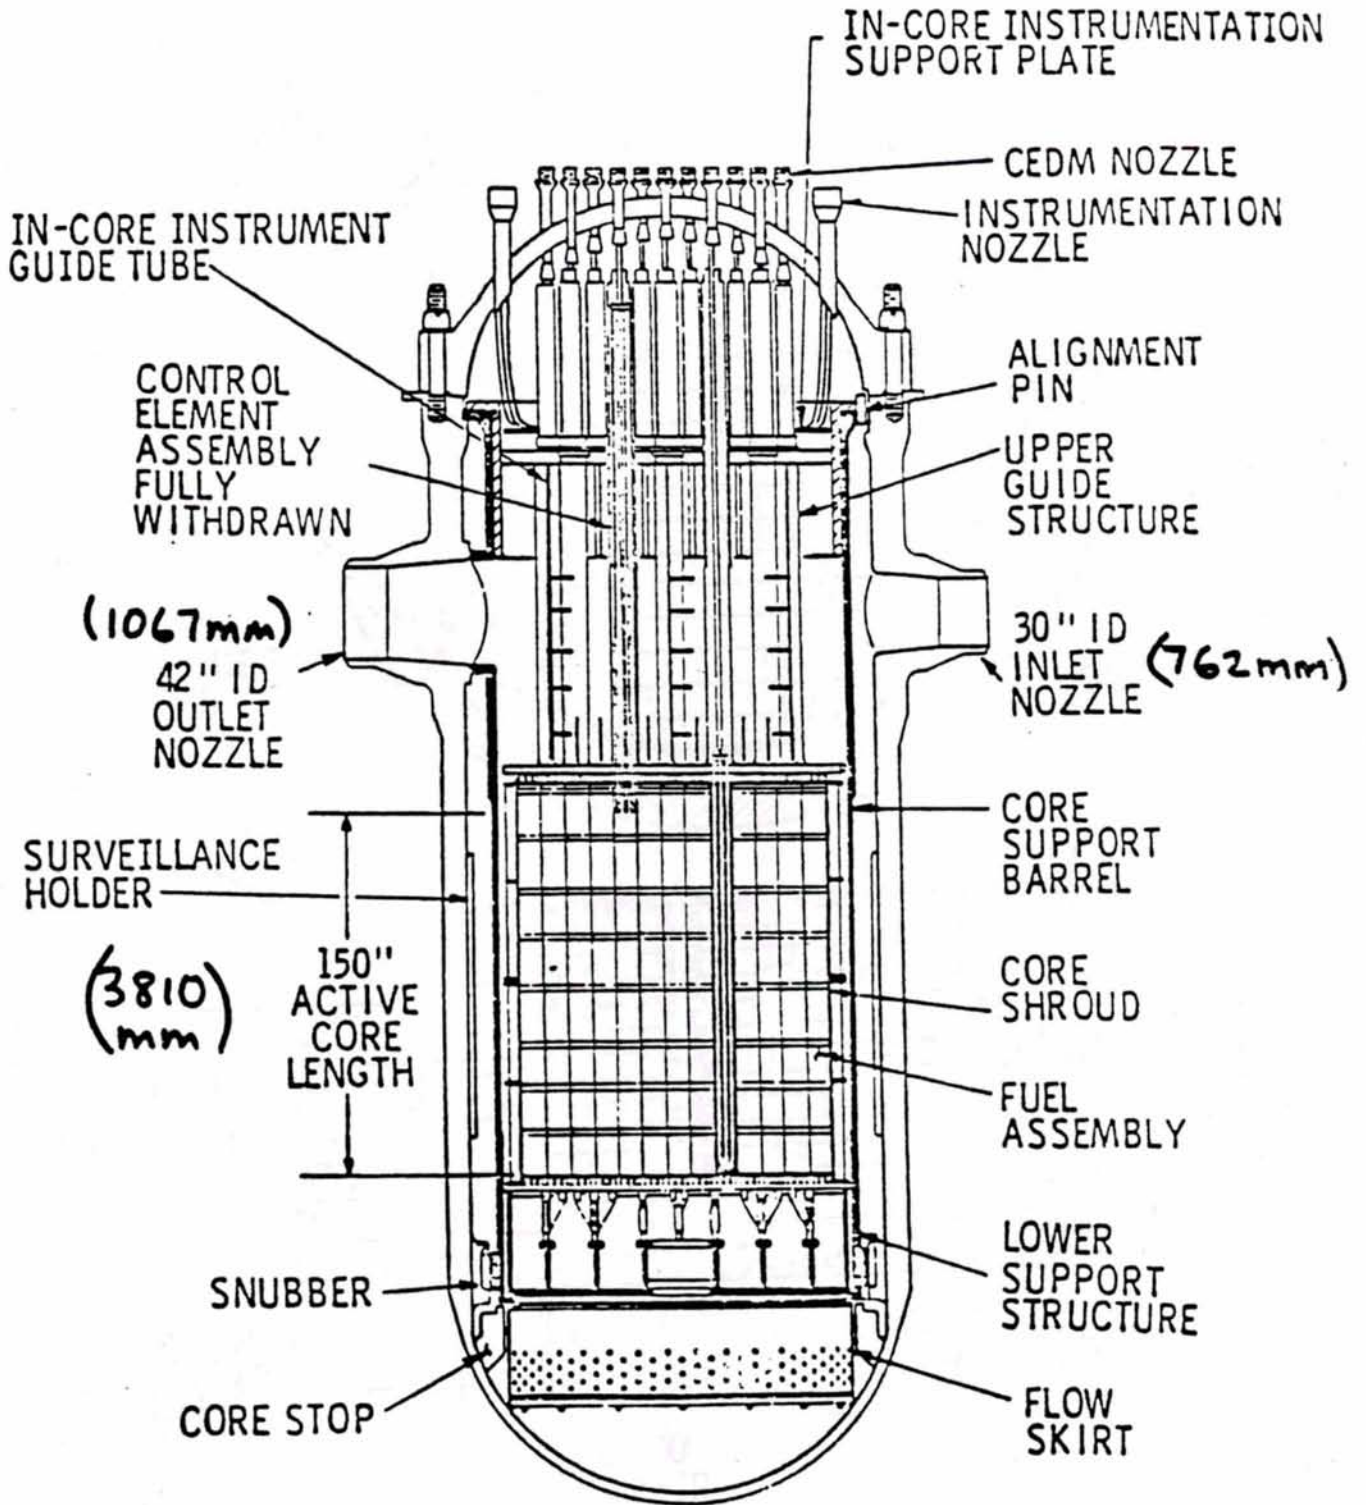 IN-CORE INSTRUMENTATION
SUPPORT PLATE
CEDM NOZZLE
INSTRUMENTATION
NOZZLE
IN-CORE INSTRUMENT
GUIDE TUBE
ALIGNMENT
PIN
CONTROL
ELEMENT
ASSEMBLY
FULLY
WITHDRAWN
UPPER
GUIDE
STRUCTURE
(1067mm)
42" ID
OUTLET
NOZZLE
30" ID
INLET
NOZZLE
(762mm)
SURVEILLANCE
HOLDER
CORE
SUPPORT
BARREL
(3810
mm)
150"
ACTIVE
CORE
LENGTH
CORE
SHROUD
FUEL
ASSEMBLY
SNUBBER
LOWER
SUPPORT
STRUCTURE
CORE STOP
FLOW
SKIRT